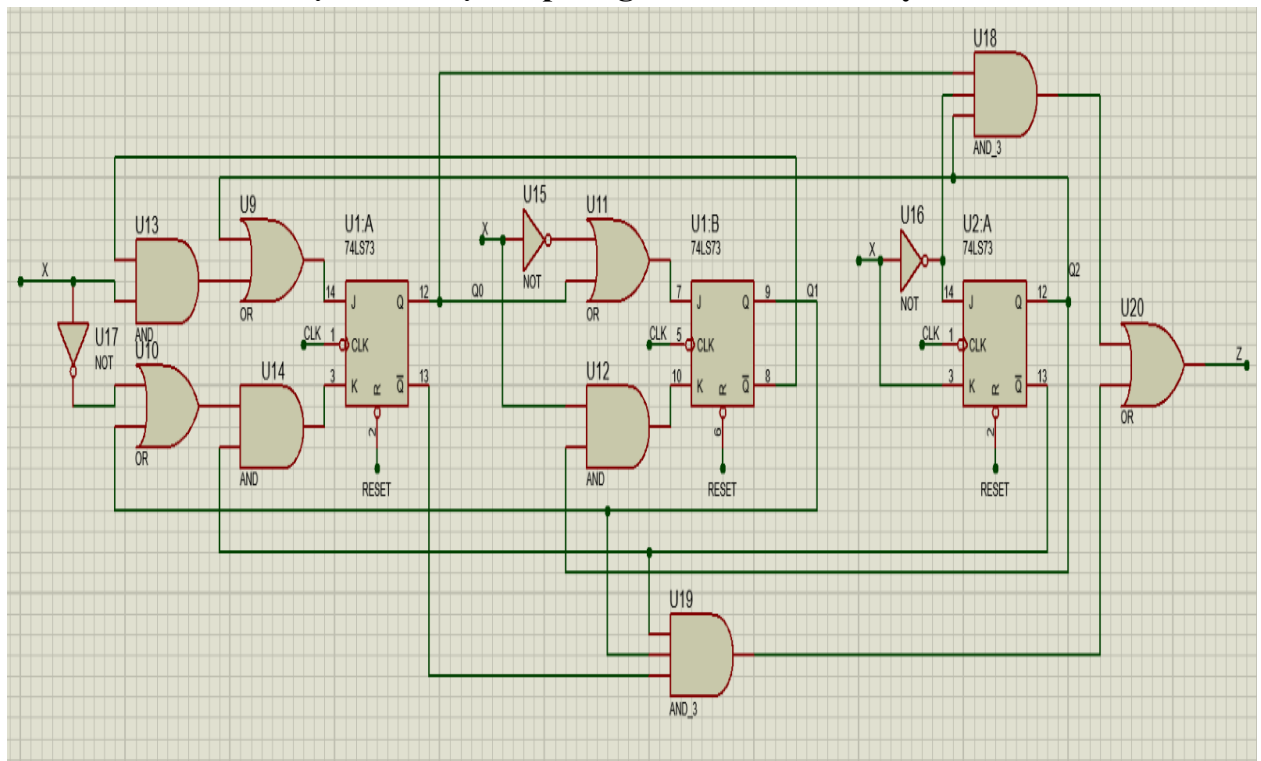 U18
AND_3
U15
X
NOT
U11
OR
U1:B
74LS73
U16
X
NOT
U2:A
74LS73
Q2
U13
X
AND
U9
OR
U1:A
74LS73
14 J Q 12
Q0
CLK 1 CLK
3 K R Q 13
2
RESET
7 J Q 9
Q1
CLK 5 CLK
10 K R Q 8
6
RESET
14 J Q 12
CLK 1 CLK
3 K R Q 13
2
RESET
U17
NOT
U10
OR
U14
AND
U12
AND
U20
OR
Z
U19
AND_3